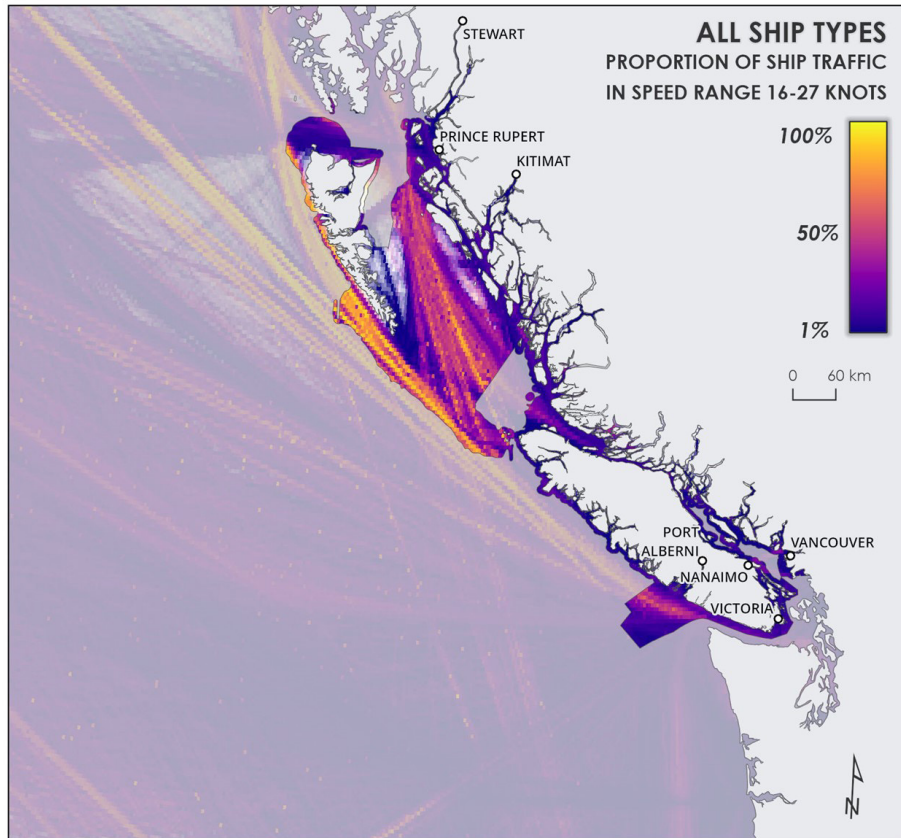 STEWART
ALL SHIP TYPES
PROPORTION OF SHIP TRAFFIC
IN SPEED RANGE 16-27 KNOTS
100%
50%
1%
0 60 km
PRINCE RUPERT
KITIMAT
PORT
ALBERNI
VANCOUVER
NANAIMO
VICTORIA
N